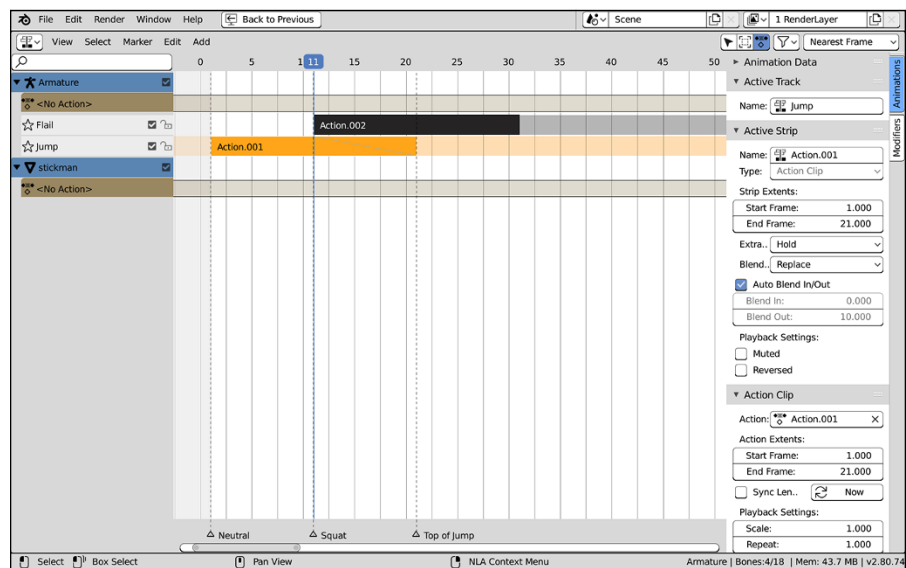 File Edit Render Window Help Back to Previous Scene 1 RenderLayer
View Select Marker Edit Add Nearest Frame
0 5 1 11 15 20 25 30 35 40 45 50
Armature
<No Action>
Flail
Action.002
Jump
Action.001
stickman
<No Action>
Neutral Squat Top of Jump
Animation Data
Active Track
Name: Jump
Active Strip
Name: Action.001
Type: Action Clip
Strip Extents:
Start Frame: 1.000
End Frame: 21.000
Extra.. Hold
Blend.. Replace
Auto Blend In/Out
Blend In: 0.000
Blend Out: 10.000
Playback Settings:
Muted
Reversed
Action Clip
Action: Action.001
Action Extents:
Start Frame: 1.000
End Frame: 21.000
Sync Len.. Now
Playback Settings:
Scale: 1.000
Repeat: 1.000
Animations
Modifiers
Select Box Select Pan View NLA Context Menu Armature | Bones:4/18 | Mem: 43.7 MB | v2.80.74